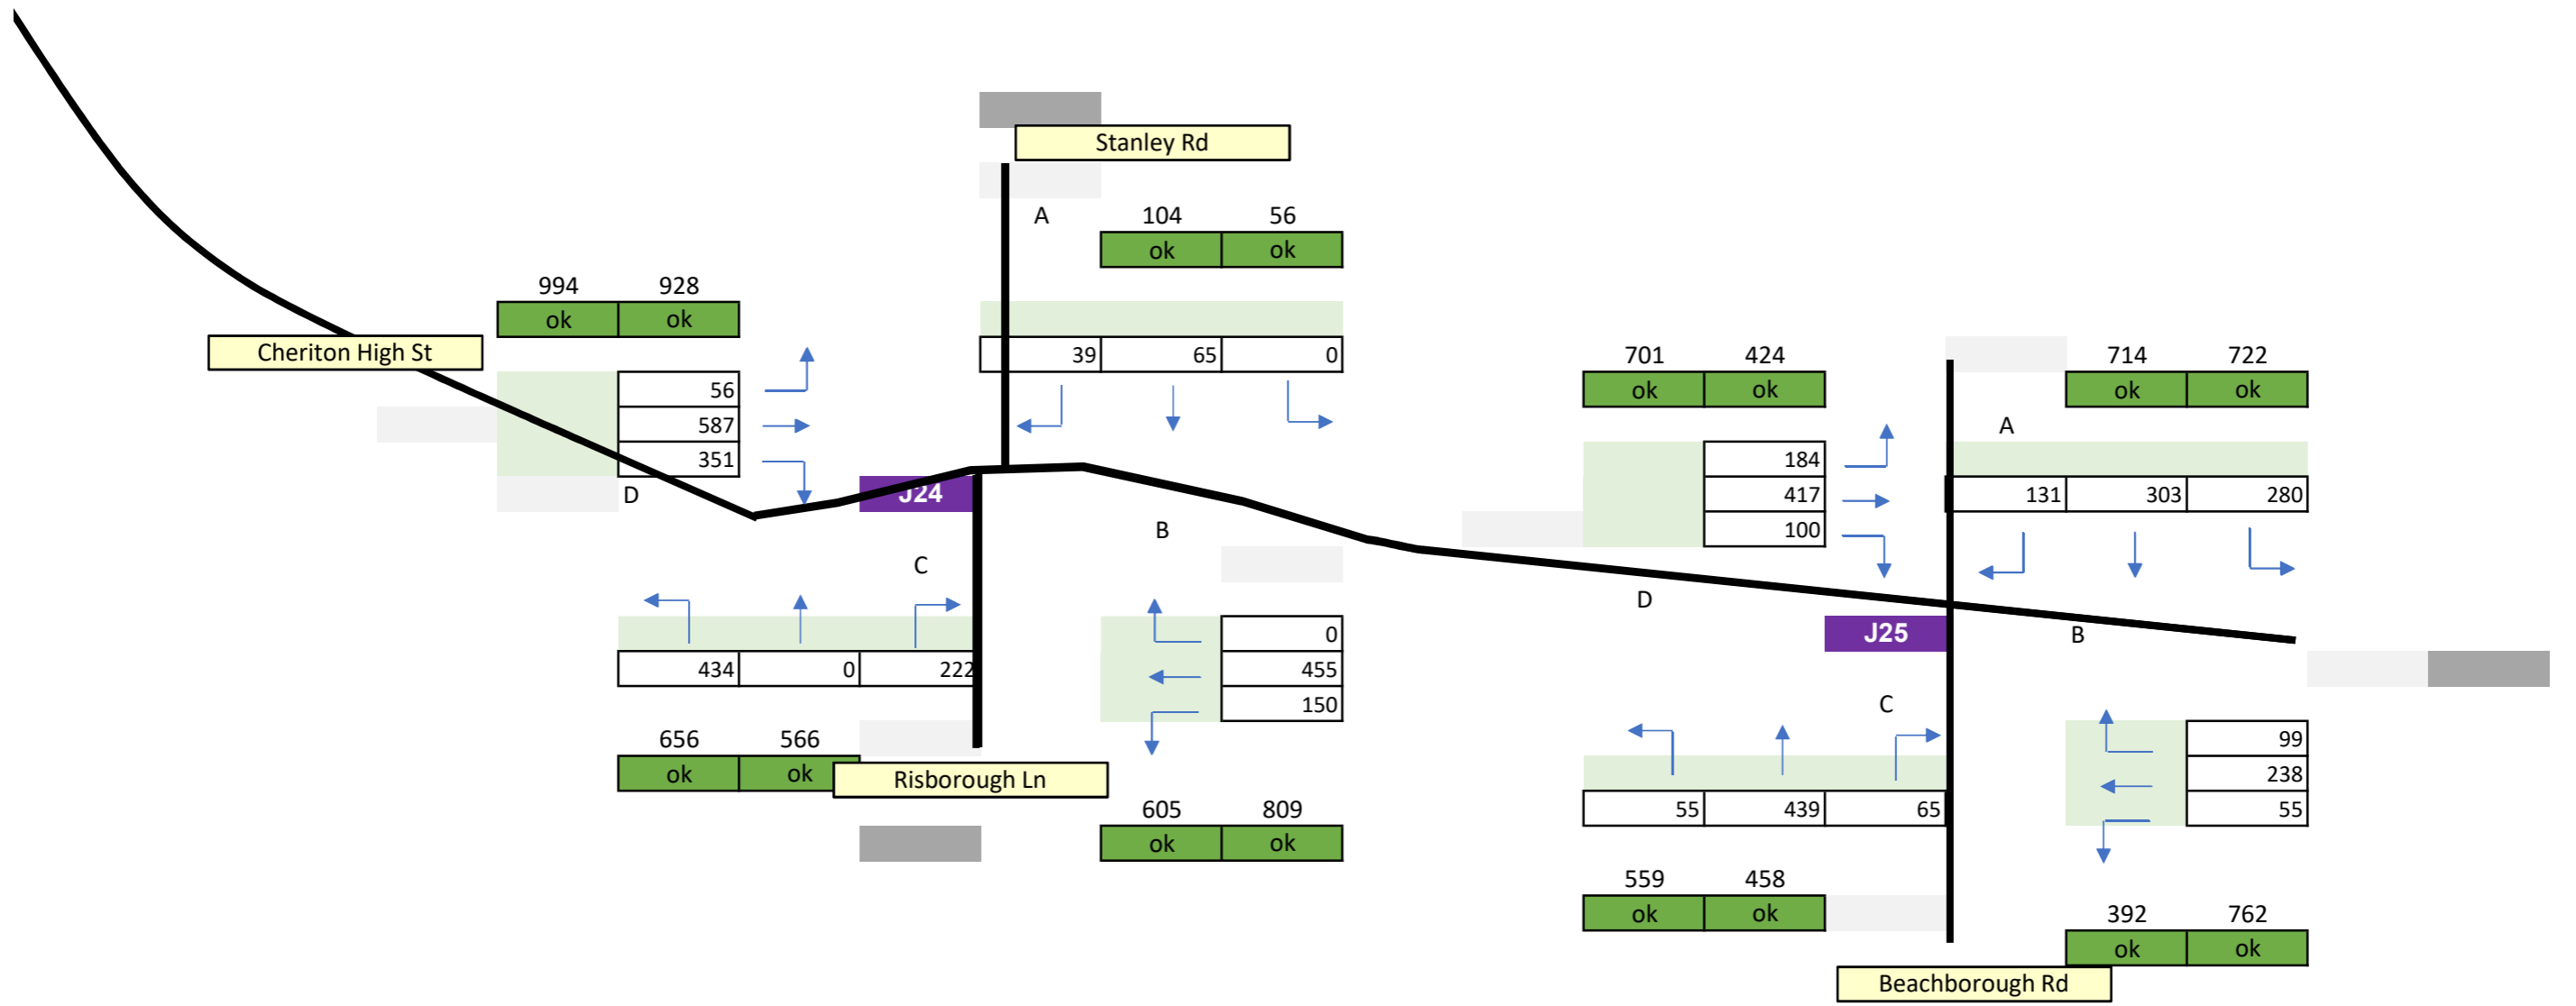 Stanley Rd
A
104 56
ok ok
994 928
ok ok
Cheriton High St
39 65 0
701 424
ok ok
714 722
ok ok
56
587
351
D
A
184
417
100
131 303 280
J24
B
C
D
J25
B
0
455
150
434 0 222
C
656 566
ok ok
Risborough Ln
99
238
55
55 439 65
605 809
ok ok
559 458
ok ok
392 762
ok ok
Beachborough Rd